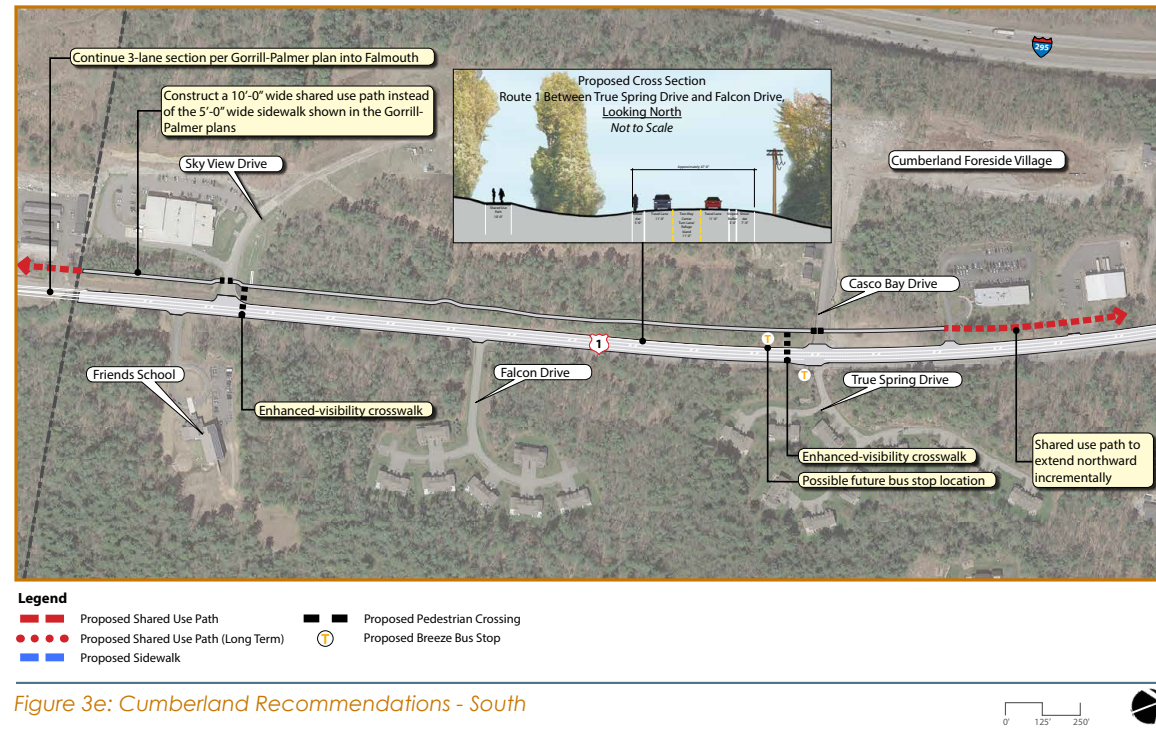 Continue 3-lane section per Gorrill-Palmer plan into Falmouth
Construct a 10’-0” wide shared use path instead
of the 5’-0” wide sidewalk shown in the Gorrill-
Palmer plans
Sky View Drive
Proposed Cross Section
Route 1 Between True Spring Drive and Falcon Drive,
Looking North
Not to Scale
295
Cumberland Foreside Village
Casco Bay Drive
1
T
T
Friends School
Falcon Drive
True Spring Drive
Enhanced-visibility crosswalk
Enhanced-visibility crosswalk
Possible future bus stop location
Shared use path to
extend northward
incrementally
Legend
Proposed Shared Use Path
Proposed Shared Use Path (Long Term)
Proposed Sidewalk
Proposed Pedestrian Crossing
T Proposed Breeze Bus Stop
Figure 3e: Cumberland Recommendations - South
0’ 125’ 250’